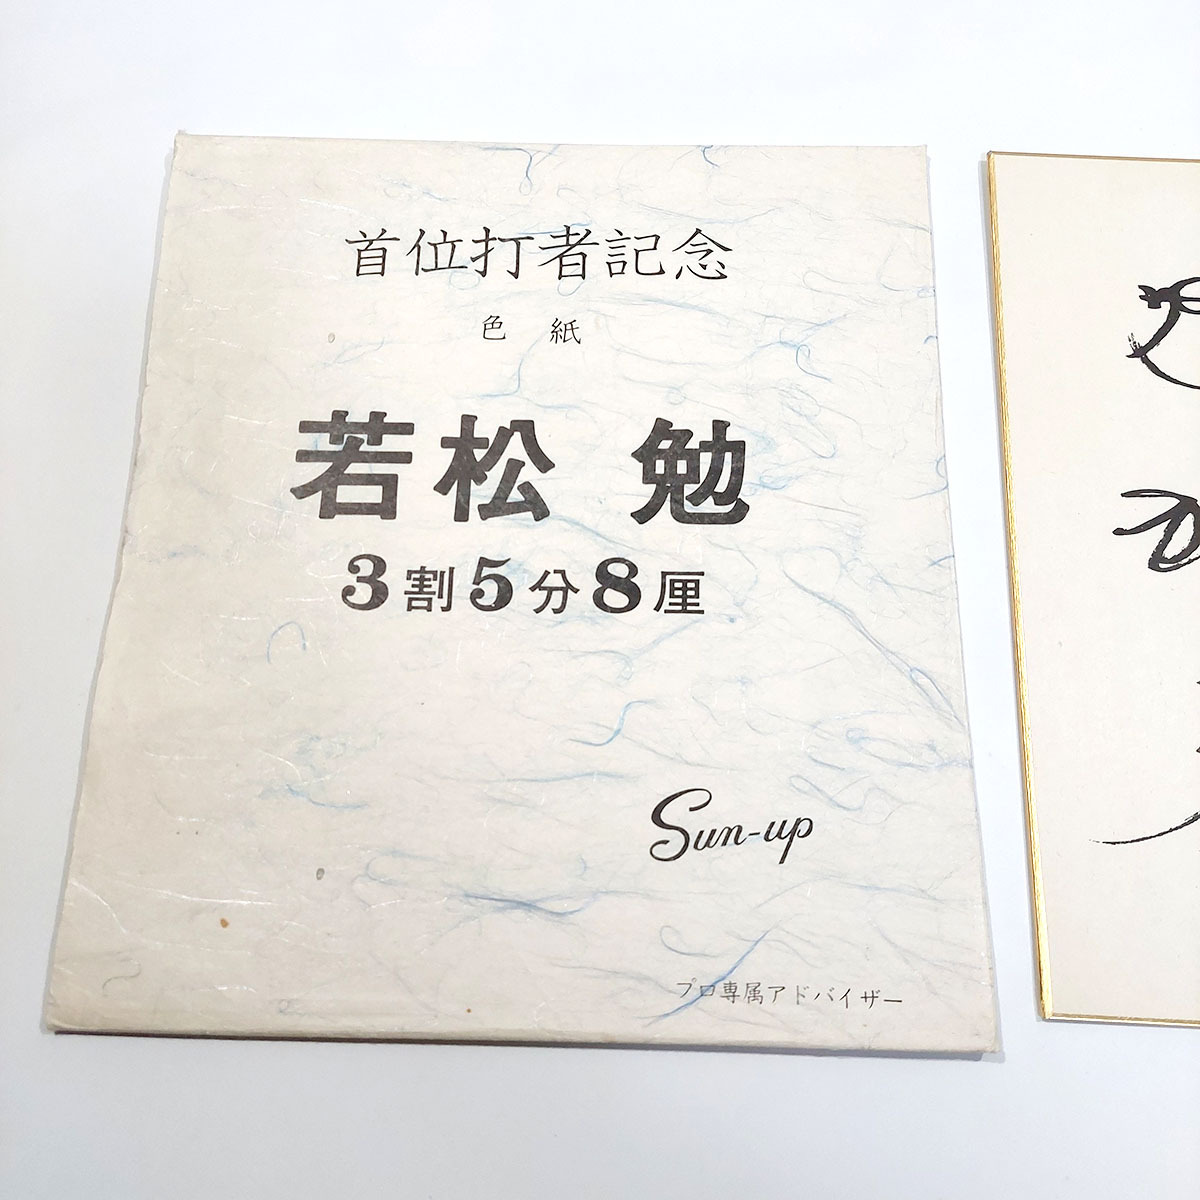 首位打者記念
色紙
若松 勉
3割5分8厘
Sun-up
プロ専属アドバイザー